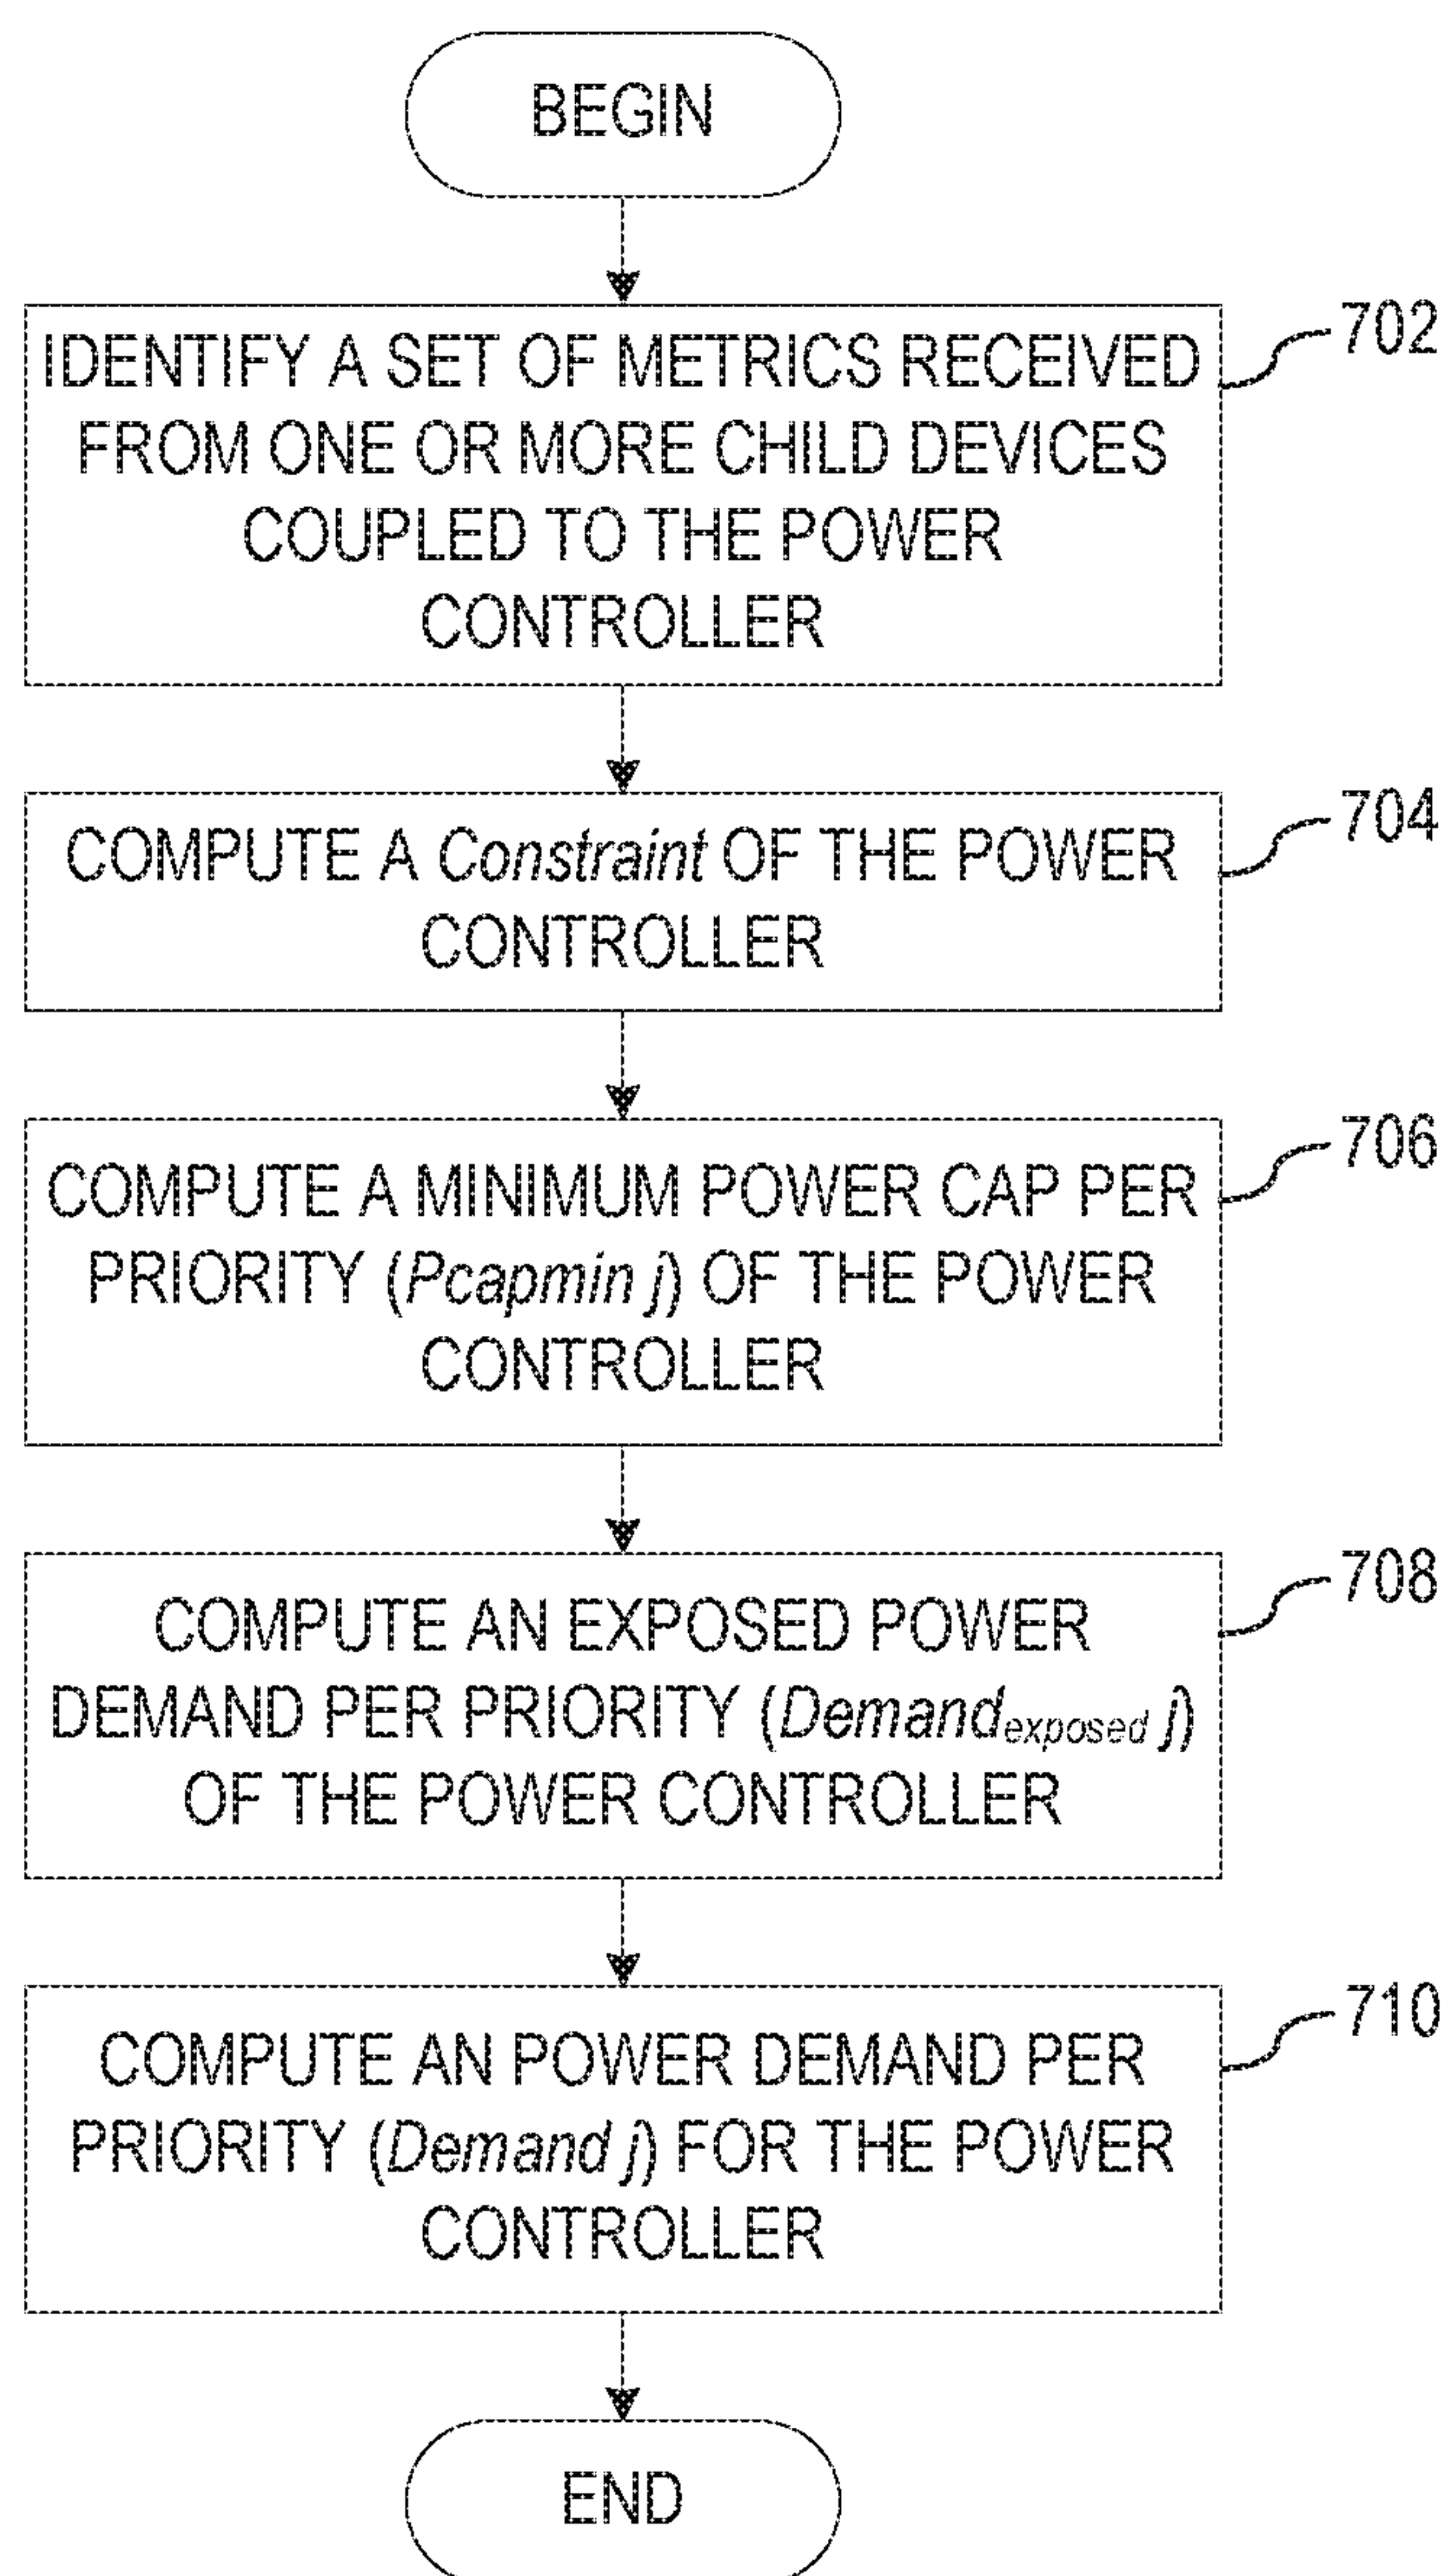 BEGIN
IDENTIFY A SET OF METRICS RECEIVED
702
FROM ONE OR MORE CHILD DEVICES
COUPLED TO THE POWER
CONTROLLER
704
COMPUTE A Constraint OF THE POWER
CONTROLLER
706
COMPUTE A MINIMUM POWER CAP PER
PRIORITY (Pcapmin j) OF THE POWER
CONTROLLER
708
COMPUTE AN EXPOSED POWER
DEMAND PER PRIORITY (Demandexposed j)
OF THE POWER CONTROLLER
710
COMPUTE AN POWER DEMAND PER
PRIORITY (Demand j) FOR THE POWER
CONTROLLER
END